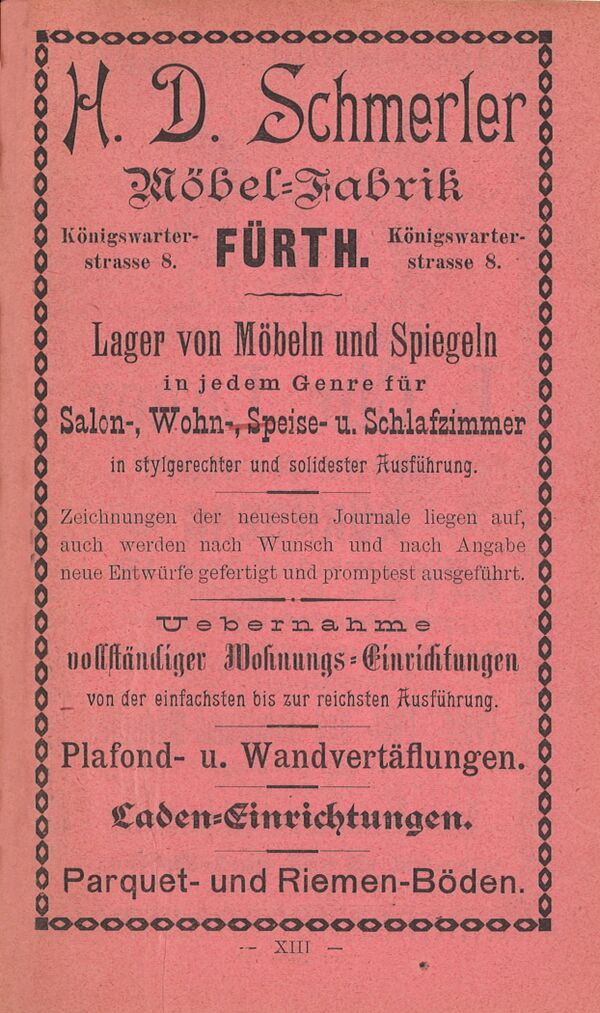 H. D. Schmerler
Möbel=Fabrik
Königswarter-
strasse 8.
FÜRTH.
Königswarter-
strasse 8.
Lager von Möbeln und Spiegeln
in jedem Genre für
Salon-, Wohn-, Speise- u. Schlafzimmer
in stylgerechter und solidester Ausführung.
Zeichnungen der neuesten Journale liegen auf,
auch werden nach Wunsch und nach Angabe
neue Entwürfe gefertigt und promptest ausgeführt.
Uebernahme
vollständiger Wohnungs=Einrichtungen
von der einfachsten bis zur reichsten Ausführung.
Plafond- u. Wandvertäflungen.
Laden=Einrichtungen.
Parquet- und Riemen-Böden.
— XIII —